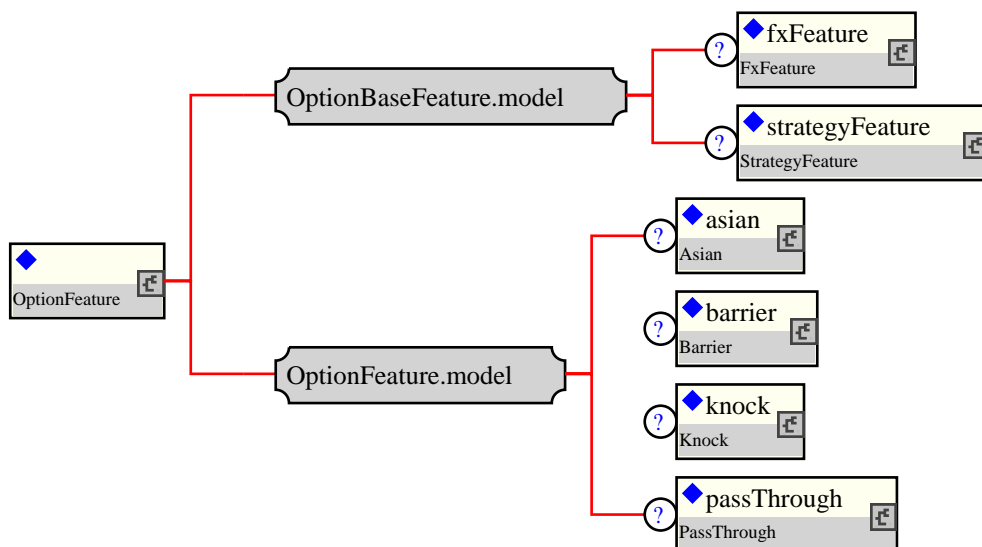 ? fxFeature
FxFeature
OptionBaseFeature.model
? strategyFeature
StrategyFeature
? asian
Asian
OptionFeature
? barrier
Barrier
OptionFeature.model
? knock
Knock
? passThrough
PassThrough